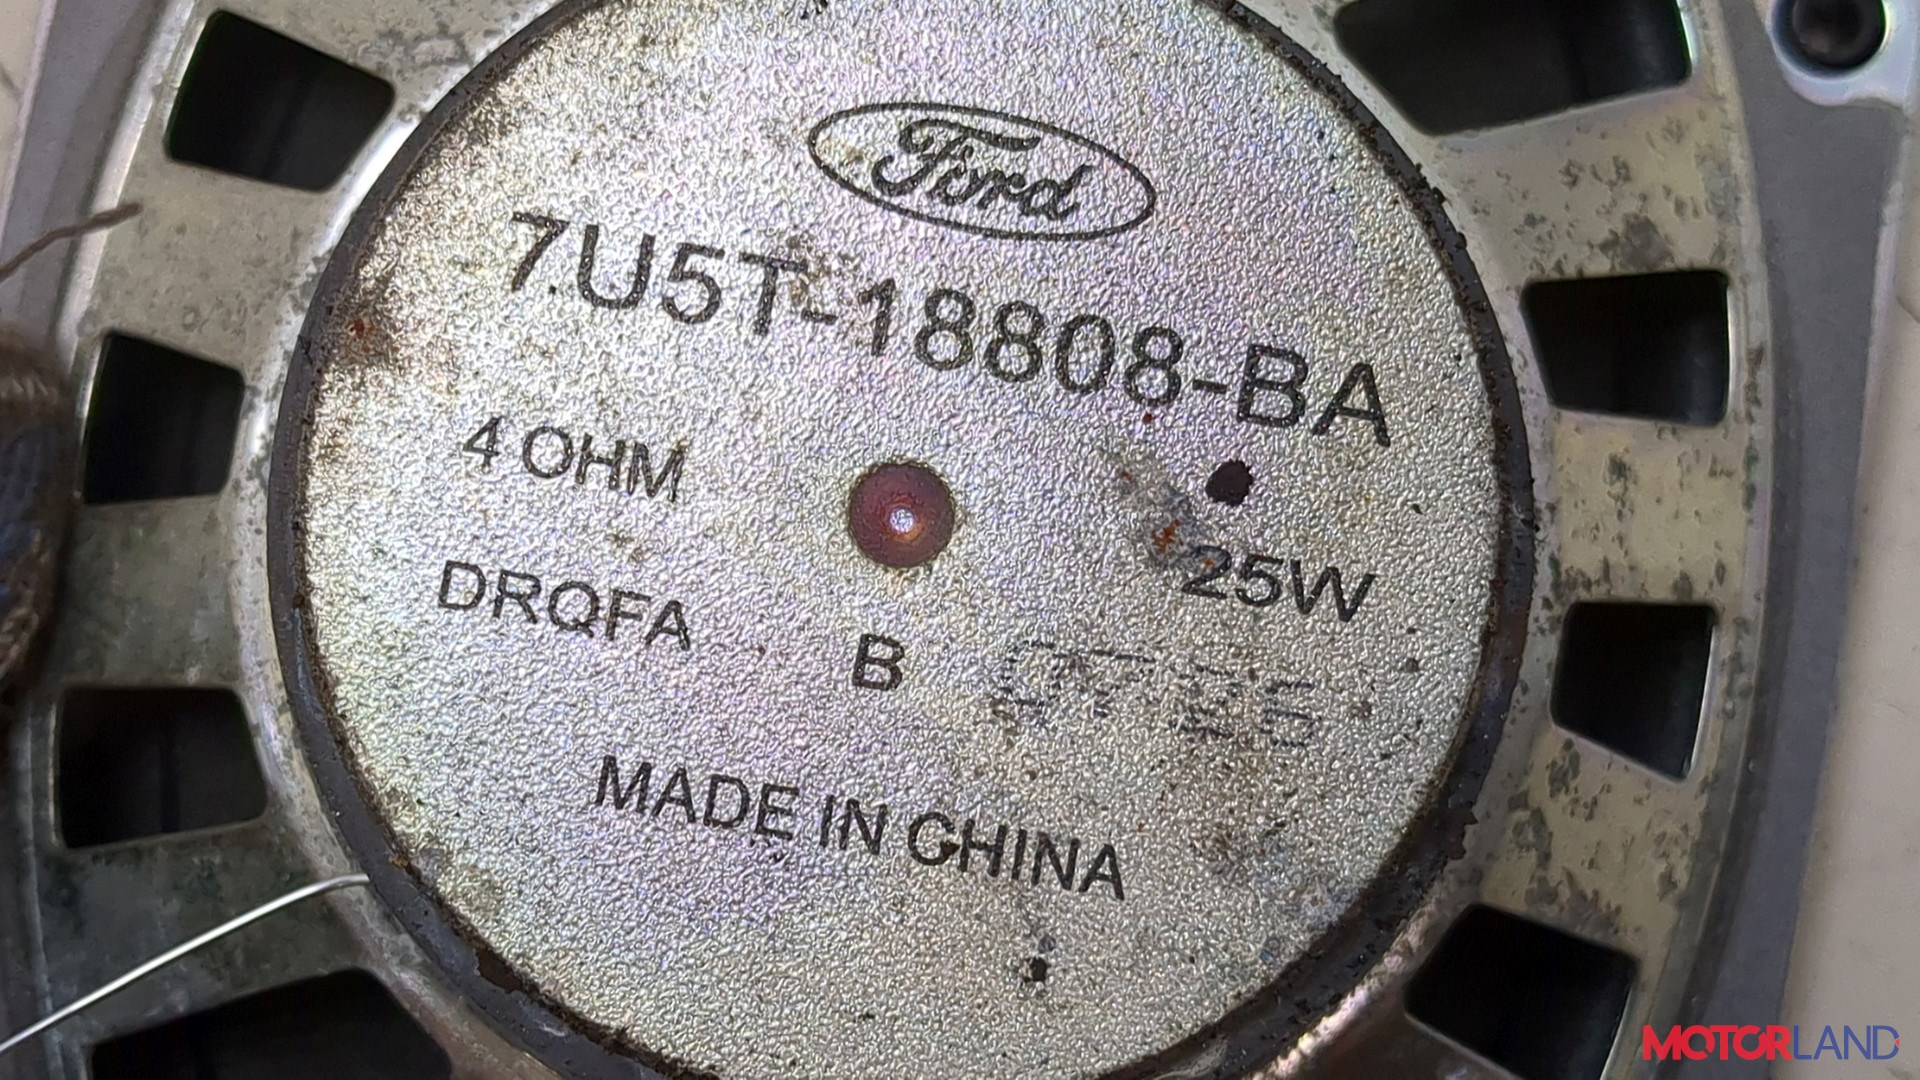 Ford
7U5T-18808-BA
4 OHM
25W
DRQFA B
MADE IN CHINA
MOTORLAND